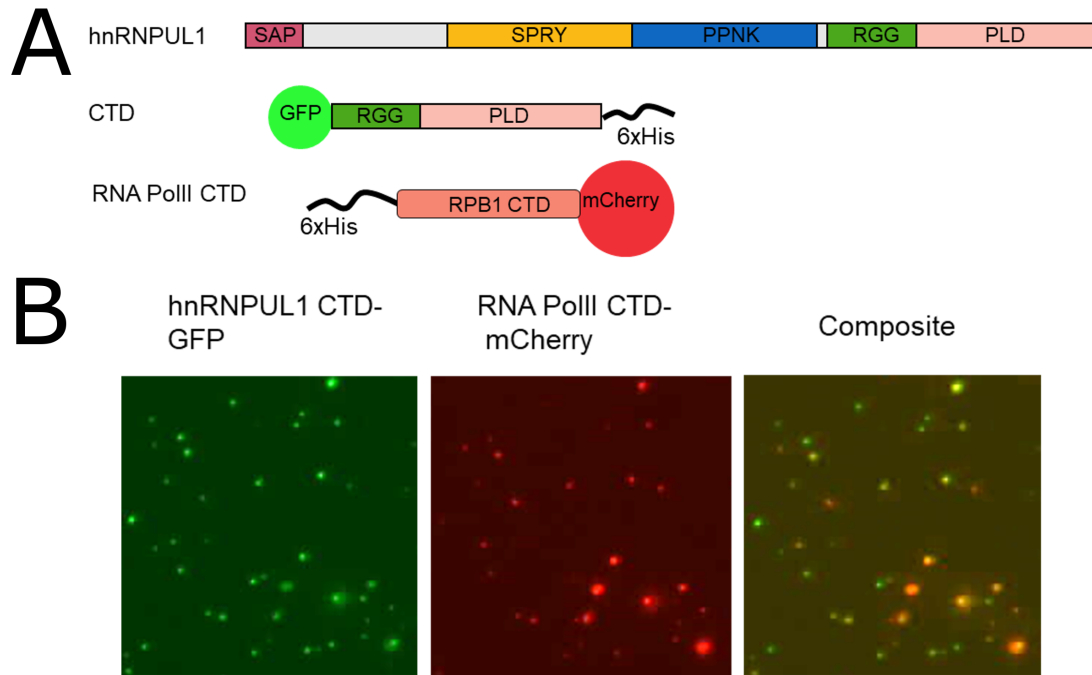 A
hnRNPUL1
SAP
SPRY
PPNK
RGG
PLD
CTD
GFP
RGG
PLD
6xHis
RNA PolII CTD
6xHis
RPB1 CTD
mCherry
B
hnRNPUL1 CTD-
GFP
RNA PolII CTD-
mCherry
Composite